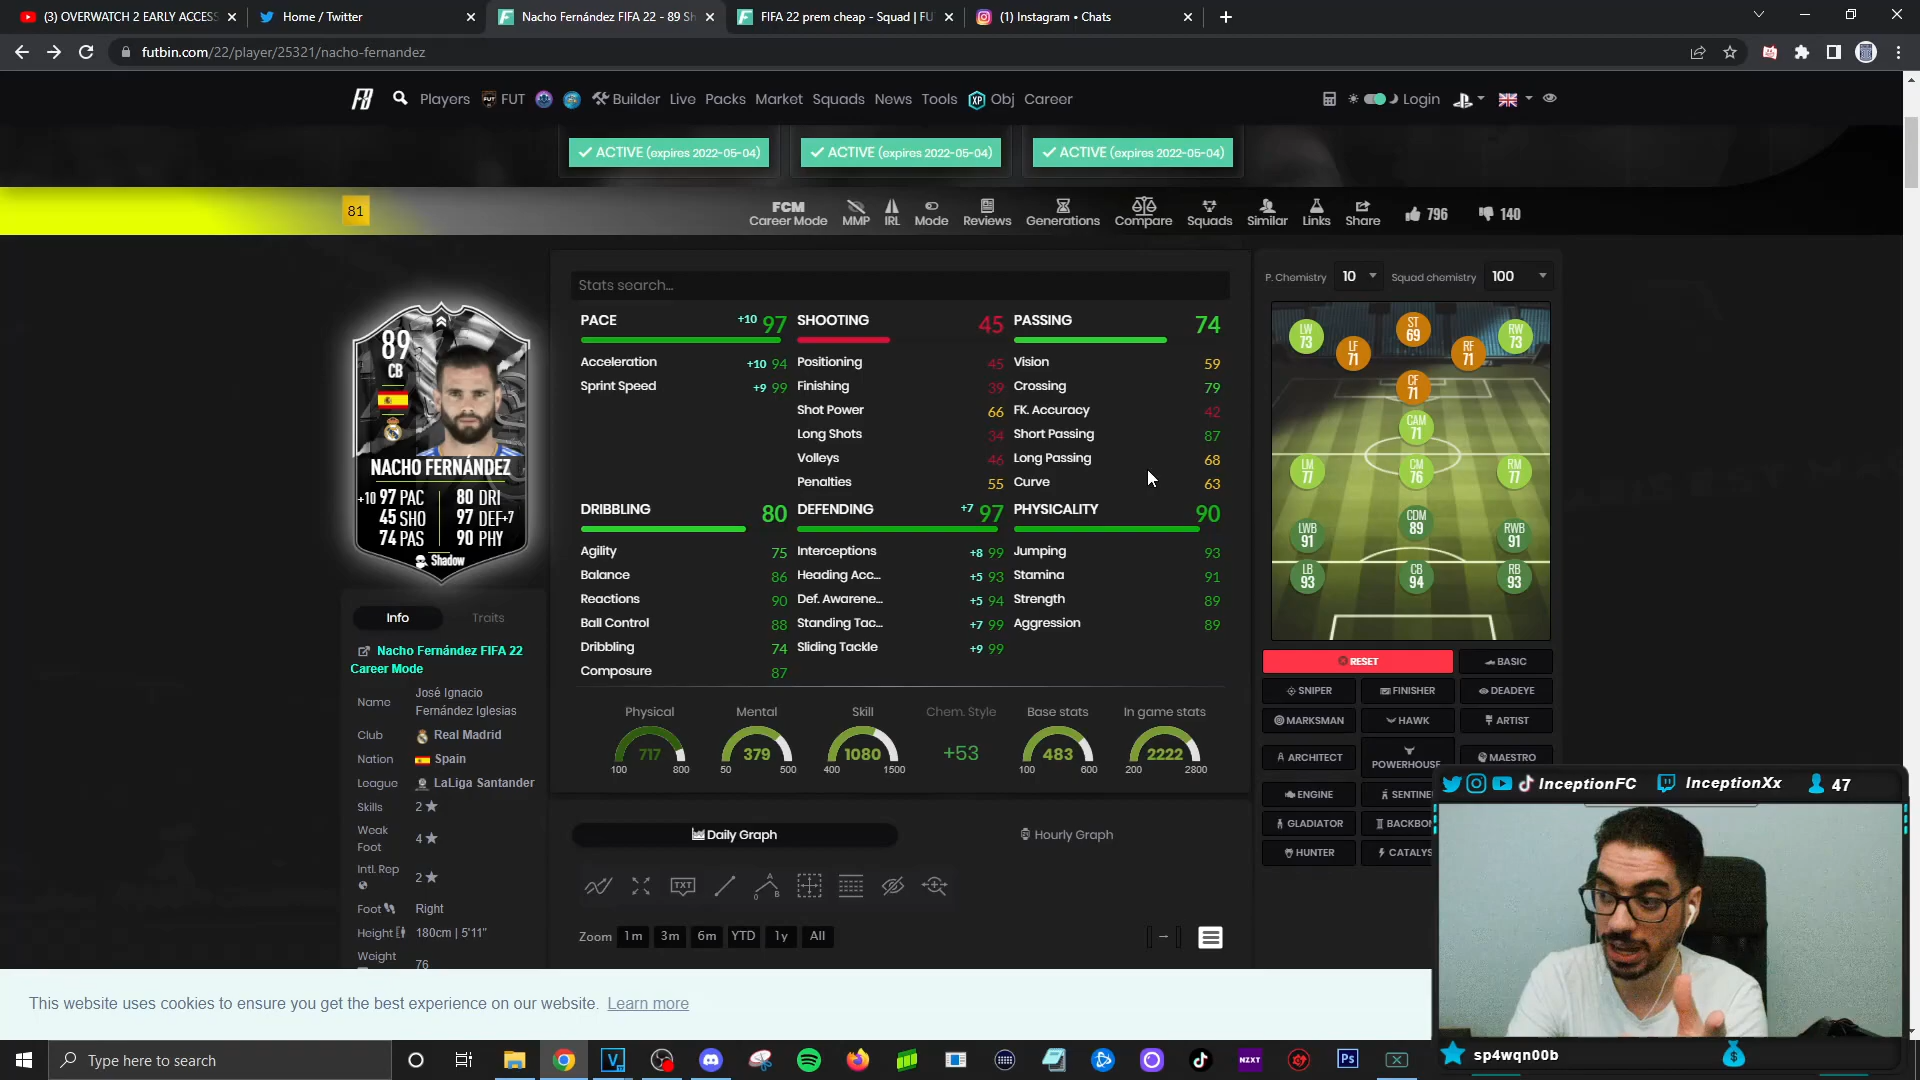 (3) OVERWATCH 2 EARLY ACCESS
Home / Twitter
Nacho Fernández FIFA 22 - 89 Sh
FIFA 22 prem cheap - Squad | FU
(1) Instagram • Chats
futbin.com/22/player/25321/nacho-fernandez
Players FUT Builder Live Packs Market Squads News Tools XP Obj Career
Login
ACTIVE (expires 2022-05-04) ACTIVE (expires 2022-05-04) ACTIVE (expires 2022-05-04)
81
FCM
Career Mode MMP IRL Mode Reviews Generations Compare Squads Similar Links Share
796 140
Stats search...
PACE +10 97
Acceleration +10 94
Sprint Speed +9 99
SHOOTING 45
Positioning 45
Finishing 39
Shot Power 66
Long Shots 34
Volleys 46
Penalties 55
PASSING 74
Vision 59
Crossing 79
FK. Accuracy 42
Short Passing 87
Long Passing 68
Curve 63
DRIBBLING 80
Agility 75
Balance 86
Reactions 90
Ball Control 88
Dribbling 74
Composure 87
DEFENDING +7 97
Interceptions +8 99
Heading Acc... +5 93
Def. Awarene... +5 94
Standing Tac... +7 99
Sliding Tackle +9 99
PHYSICALITY 90
Jumping 93
Stamina 91
Strength 89
Aggression 89
Physical Mental Skill Chem. Style Base stats In game stats
717 379 1080 +53 483 2222
100 800 50 500 400 1500 100 600 200 2800
Daily Graph Hourly Graph
TXT
Zoom 1m 3m 6m YTD 1y All
89
CB
NACHO FERNÁNDEZ
+10 97 PAC 80 DRI
45 SHO 97 DEF+7
74 PAS 90 PHY
Shadow
Info Traits
Nacho Fernández FIFA 22
Career Mode
Name José Ignacio
Fernández Iglesias
Club Real Madrid
Nation Spain
League LaLiga Santander
Skills 2
Weak
Foot 4
Intl. Rep 2
Foot Right
Height 180cm | 5'11"
Weight 76
P. Chemistry 10 Squad chemistry 100
LW
73
ST
69
RW
73
LF
71
RF
71
CF
71
CAM
71
LM
77
CM
76
RM
77
CDM
89
LWB
91
RWB
91
LB
93
CB
94
RB
93
RESET BASIC
SNIPER FINISHER DEADEYE
MARKSMAN HAWK ARTIST
ARCHITECT POWERHOUSE MAESTRO
ENGINE SENTINE
GLADIATOR BACKBON
HUNTER CATALYS
InceptionFC InceptionXx 47
sp4wqn00b
This website uses cookies to ensure you get the best experience on our website. Learn more
Type here to search
NZXT
Ps